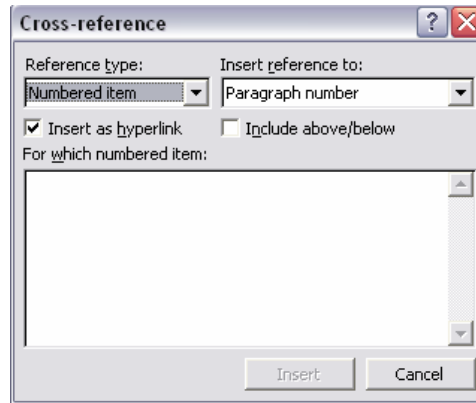 Cross-reference
?
Reference type: Insert reference to:
Numbered item Paragraph number
Insert as hyperlink Include above/below
For which numbered item:
Insert Cancel